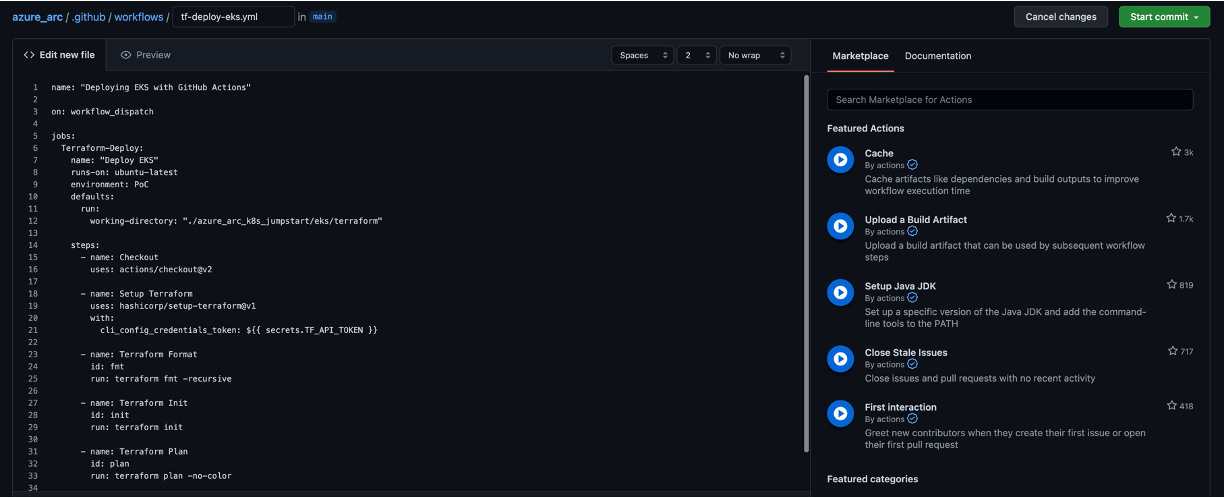 azure_arc / .github / workflows / tf-deploy-eks.yml in main
Cancel changes
Start commit
<> Edit new file
Preview
Spaces
2
No wrap
1 name: "Deploying EKS with GitHub Actions"
2
3 on: workflow_dispatch
4
5 jobs:
6 Terraform-Deploy:
7 name: "Deploy EKS"
8 runs-on: ubuntu-latest
9 environment: PoC
10 defaults:
11 run:
12 working-directory: "./azure_arc_k8s_jumpstart/eks/terraform"
13
14 steps:
15 - name: Checkout
16 uses: actions/checkout@v2
17
18 - name: Setup Terraform
19 uses: hashicorp/setup-terraform@v1
20 with:
21 cli_config_credentials_token: ${{ secrets.TF_API_TOKEN }}
22
23 - name: Terraform Format
24 id: fmt
25 run: terraform fmt -recursive
26
27 - name: Terraform Init
28 id: init
29 run: terraform init
30
31 - name: Terraform Plan
32 id: plan
33 run: terraform plan -no-color
34
Marketplace
Documentation
Search Marketplace for Actions
Featured Actions
Cache
3k
By actions
Cache artifacts like dependencies and build outputs to improve
workflow execution time
Upload a Build Artifact
1.7k
By actions
Upload a build artifact that can be used by subsequent workflow
steps
Setup Java JDK
819
By actions
Set up a specific version of the Java JDK and add the command-
line tools to the PATH
Close Stale Issues
717
By actions
Close issues and pull requests with no recent activity
First interaction
418
By actions
Greet new contributors when they create their first issue or open
their first pull request
Featured categories